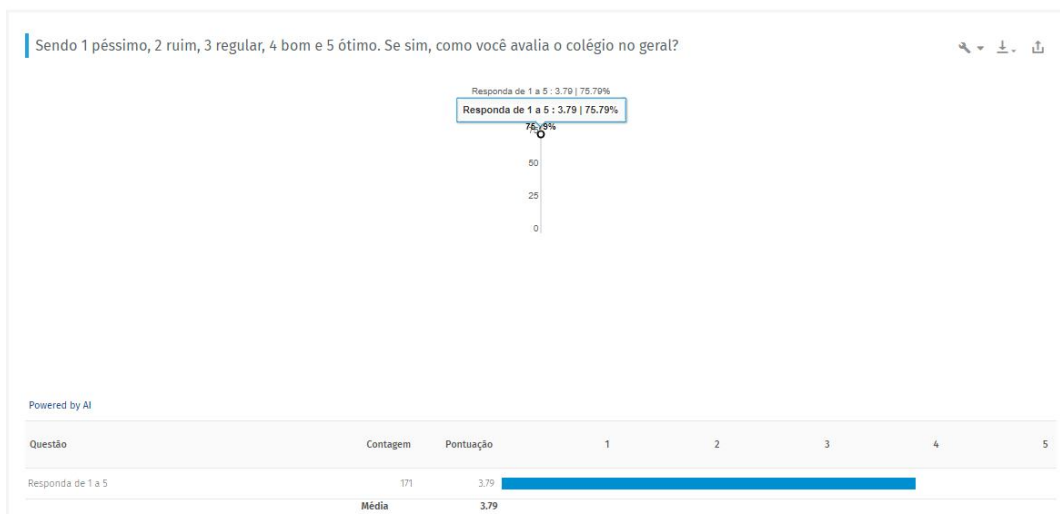 Sendo 1 péssimo, 2 ruim, 3 regular, 4 bom e 5 ótimo. Se sim, como você avalia o colégio no geral?
Responda de 1 a 5 : 3.79 | 75.79%
Responda de 1 a 5 : 3.79 | 75.79%
75.79%
75
50
25
0
Powered by AI
Questão Contagem Pontuação 1 2 3 4 5
Responda de 1 a 5 171 3.79
Média 3.79